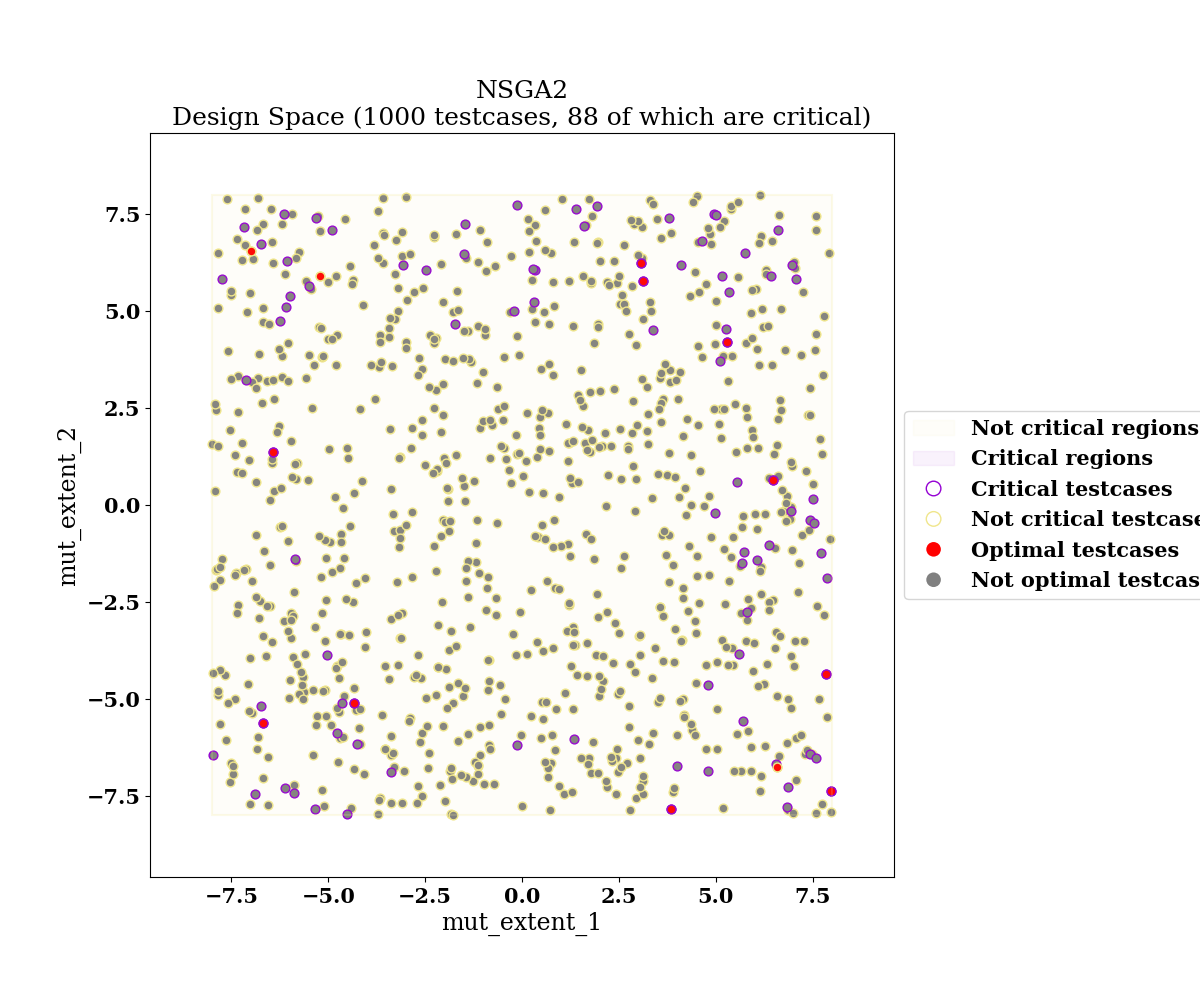 NSGA2
Design Space (1000 testcases, 88 of which are critical)
mut_extent_2
7.5
5.0
2.5
0.0
−2.5
−5.0
−7.5
−7.5 −5.0 −2.5 0.0 2.5 5.0 7.5
mut_extent_1
Not critical regions
Critical regions
Critical testcases
Not critical testcase
Optimal testcases
Not optimal testcas